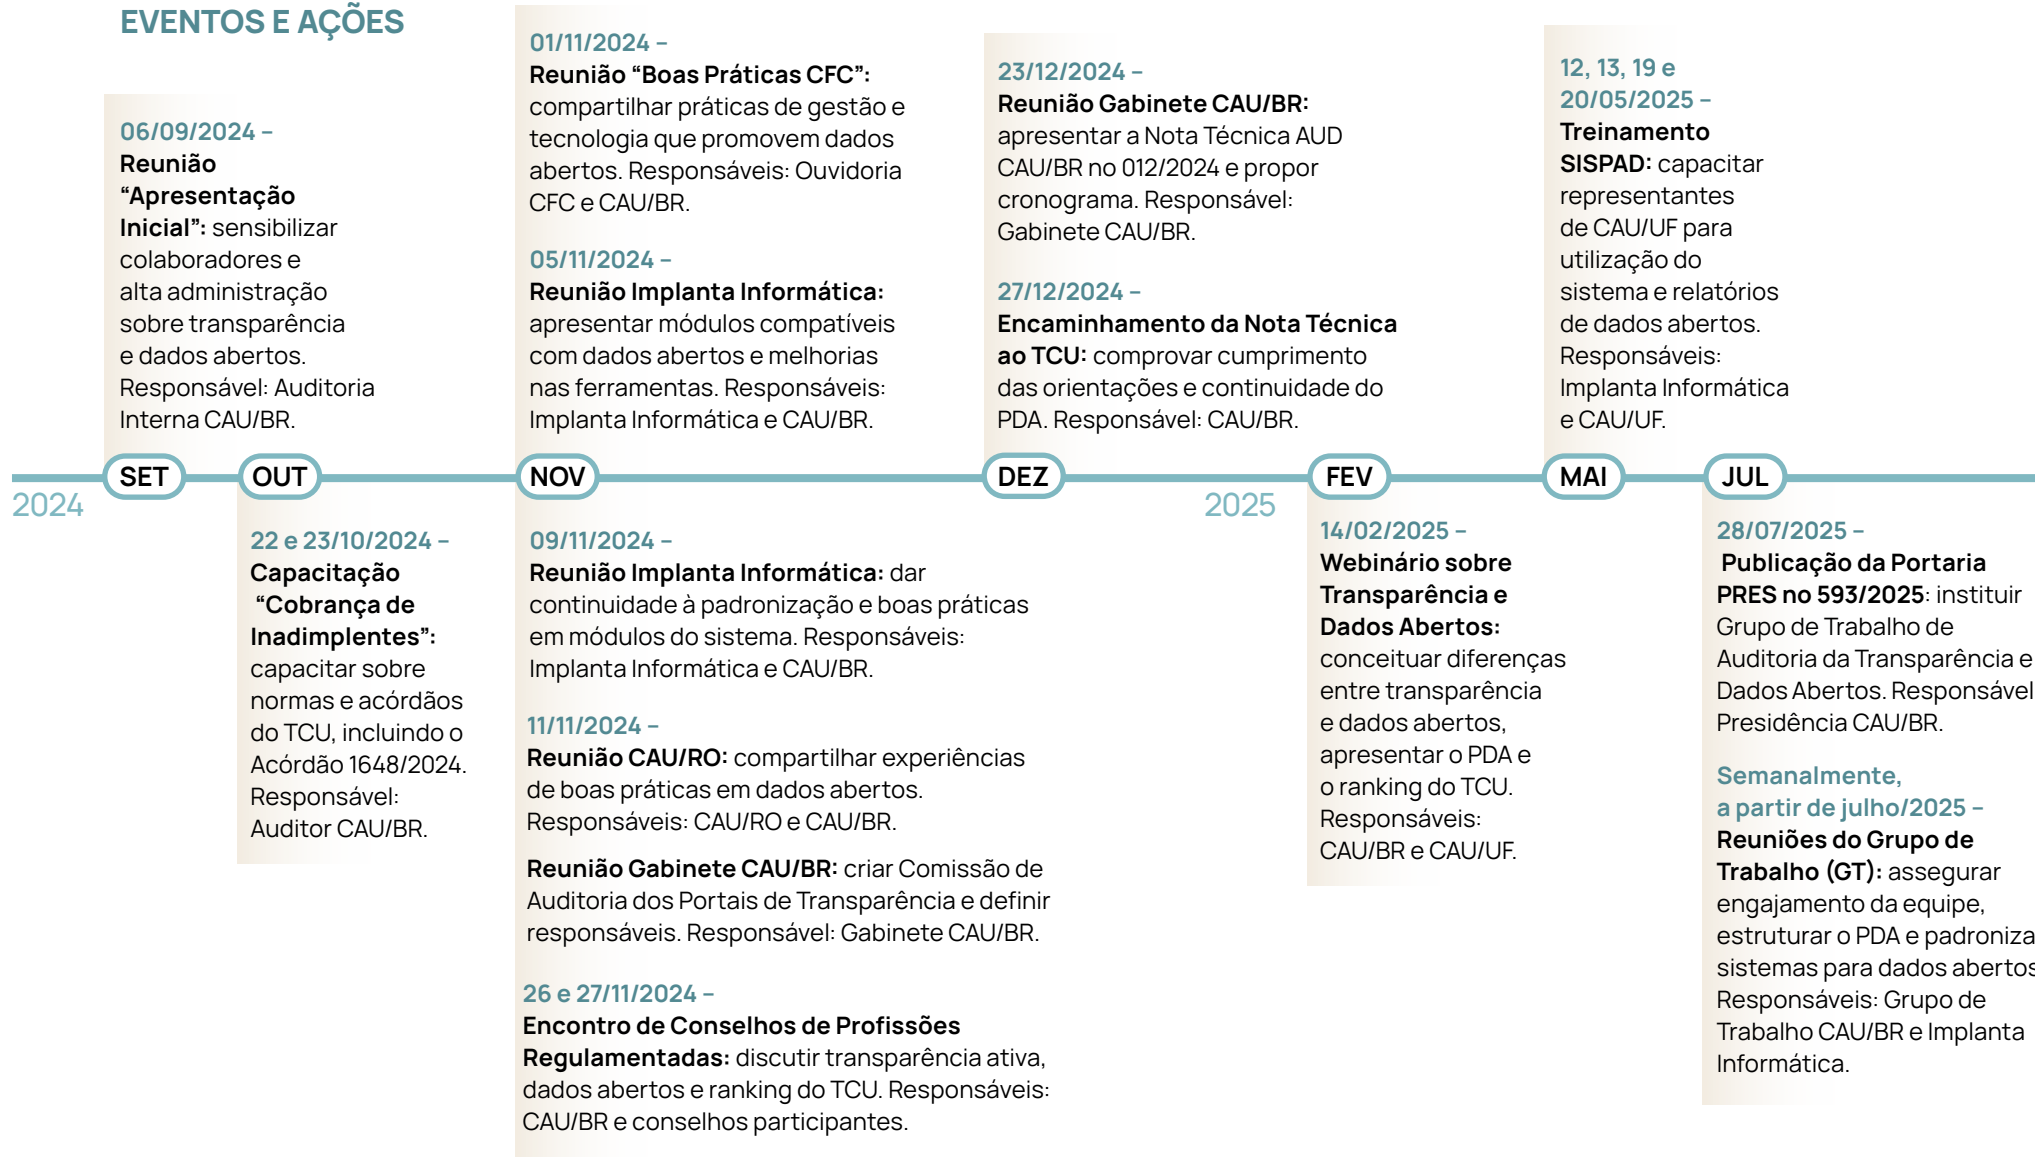 EVENTOS E AÇÕES
06/09/2024 –
Reunião
“Apresentação
Inicial”: sensibilizar
colaboradores e
alta administração
sobre transparência
e dados abertos.
Responsável: Auditoria
Interna CAU/BR.
01/11/2024 –
Reunião “Boas Práticas CFC”:
compartilhar práticas de gestão e
tecnologia que promovem dados
abertos. Responsáveis: Ouvidoria
CFC e CAU/BR.
05/11/2024 –
Reunião Implanta Informática:
apresentar módulos compatíveis
com dados abertos e melhorias
nas ferramentas. Responsáveis:
Implanta Informática e CAU/BR.
23/12/2024 –
Reunião Gabinete CAU/BR:
apresentar a Nota Técnica AUD
CAU/BR no 012/2024 e propor
cronograma. Responsável:
Gabinete CAU/BR.
27/12/2024 –
Encaminhamento da Nota Técnica
ao TCU: comprovar cumprimento
das orientações e continuidade do
PDA. Responsável: CAU/BR.
12, 13, 19 e
20/05/2025 –
Treinamento
SISPAD: capacitar
representantes
de CAU/UF para
utilização do
sistema e relatórios
de dados abertos.
Responsáveis:
Implanta Informática
e CAU/UF.
SET
OUT
NOV
DEZ
FEV
MAI
JUL
2024
2025
22 e 23/10/2024 –
Capacitação
“Cobrança de
Inadimplentes”:
capacitar sobre
normas e acórdãos
do TCU, incluindo o
Acórdão 1648/2024.
Responsável:
Auditor CAU/BR.
09/11/2024 –
Reunião Implanta Informática: dar
continuidade à padronização e boas práticas
em módulos do sistema. Responsáveis:
Implanta Informática e CAU/BR.
11/11/2024 –
Reunião CAU/RO: compartilhar experiências
de boas práticas em dados abertos.
Responsáveis: CAU/RO e CAU/BR.
Reunião Gabinete CAU/BR: criar Comissão de
Auditoria dos Portais de Transparência e definir
responsáveis. Responsável: Gabinete CAU/BR.
26 e 27/11/2024 –
Encontro de Conselhos de Profissões
Regulamentadas: discutir transparência ativa,
dados abertos e ranking do TCU. Responsáveis:
CAU/BR e conselhos participantes.
14/02/2025 –
Webinário sobre
Transparência e
Dados Abertos:
conceituar diferenças
entre transparência
e dados abertos,
apresentar o PDA e
o ranking do TCU.
Responsáveis:
CAU/BR e CAU/UF.
28/07/2025 –
Publicação da Portaria
PRES no 593/2025: instituir
Grupo de Trabalho de
Auditoria da Transparência e
Dados Abertos. Responsável
Presidência CAU/BR.
Semanalmente,
a partir de julho/2025 –
Reuniões do Grupo de
Trabalho (GT): assegurar
engajamento da equipe,
estruturar o PDA e padroniza
sistemas para dados abertos
Responsáveis: Grupo de
Trabalho CAU/BR e Implanta
Informática.